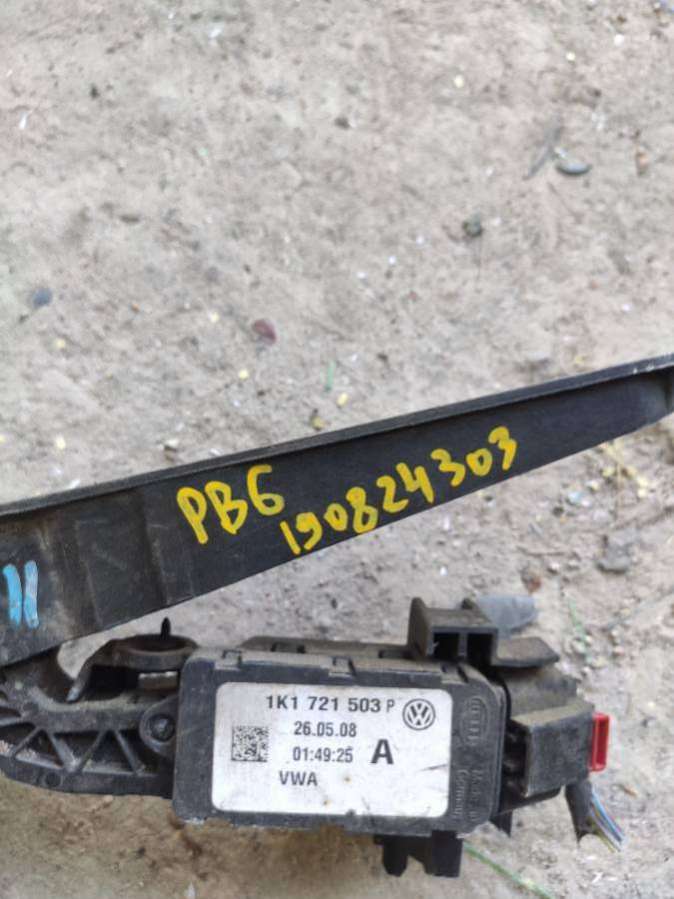 PB6
190824303
1K1 721 503 P
26.05.08
01:49:25 A
VWA